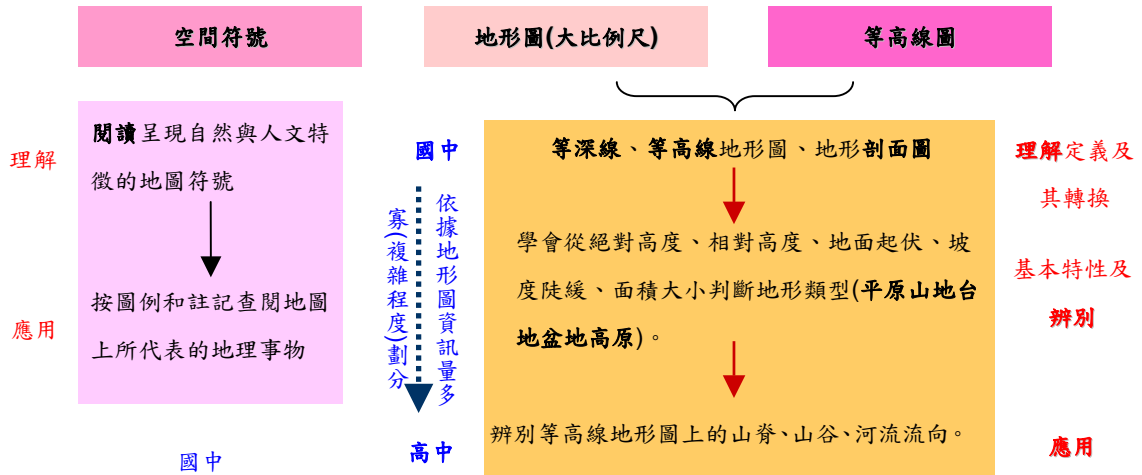 空間符號
地形圖(大比例尺)
等高線圖
理解
閱讀呈現自然與人文特
徵的地圖符號
應用
按圖例和註記查閱地圖
上所代表的地理事物
國中
國中
依據地形圖資訊量多
寡(複雜程度)劃分
高中
等深線、等高線地形圖、地形剖面圖
學會從絕對高度、相對高度、地面起伏、坡
度陡緩、面積大小判斷地形類型(平原山地台
地盆地高原)。
辨別等高線地形圖上的山脊、山谷、河流流向。
理解定義及
其轉換
基本特性及
辨別
應用